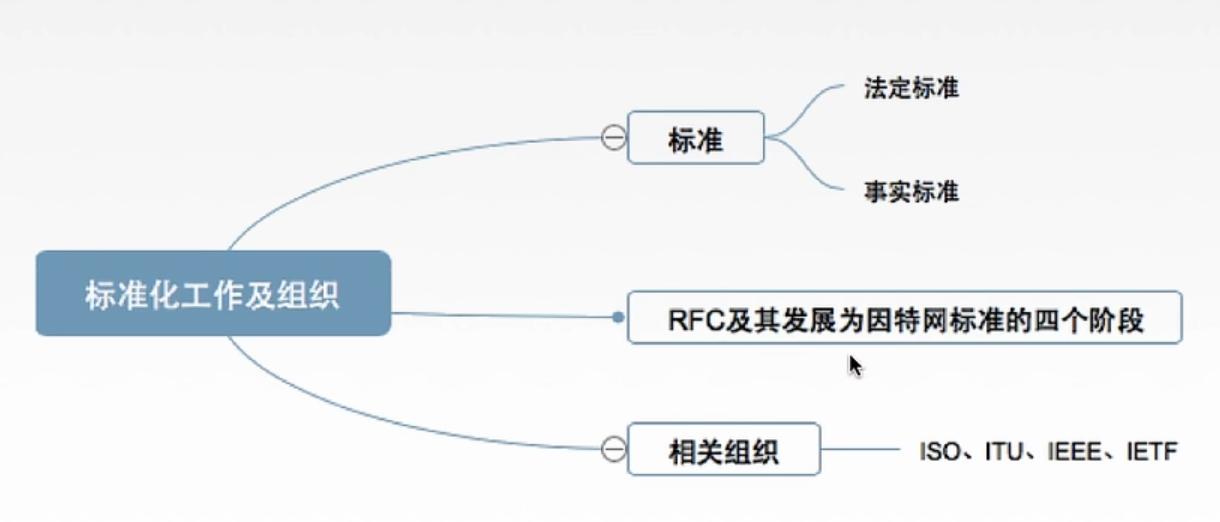 法定标准
标准
事实标准
标准化工作及组织
RFC及其发展为因特网标准的四个阶段
相关组织
ISO、ITU、IEEE、IETF